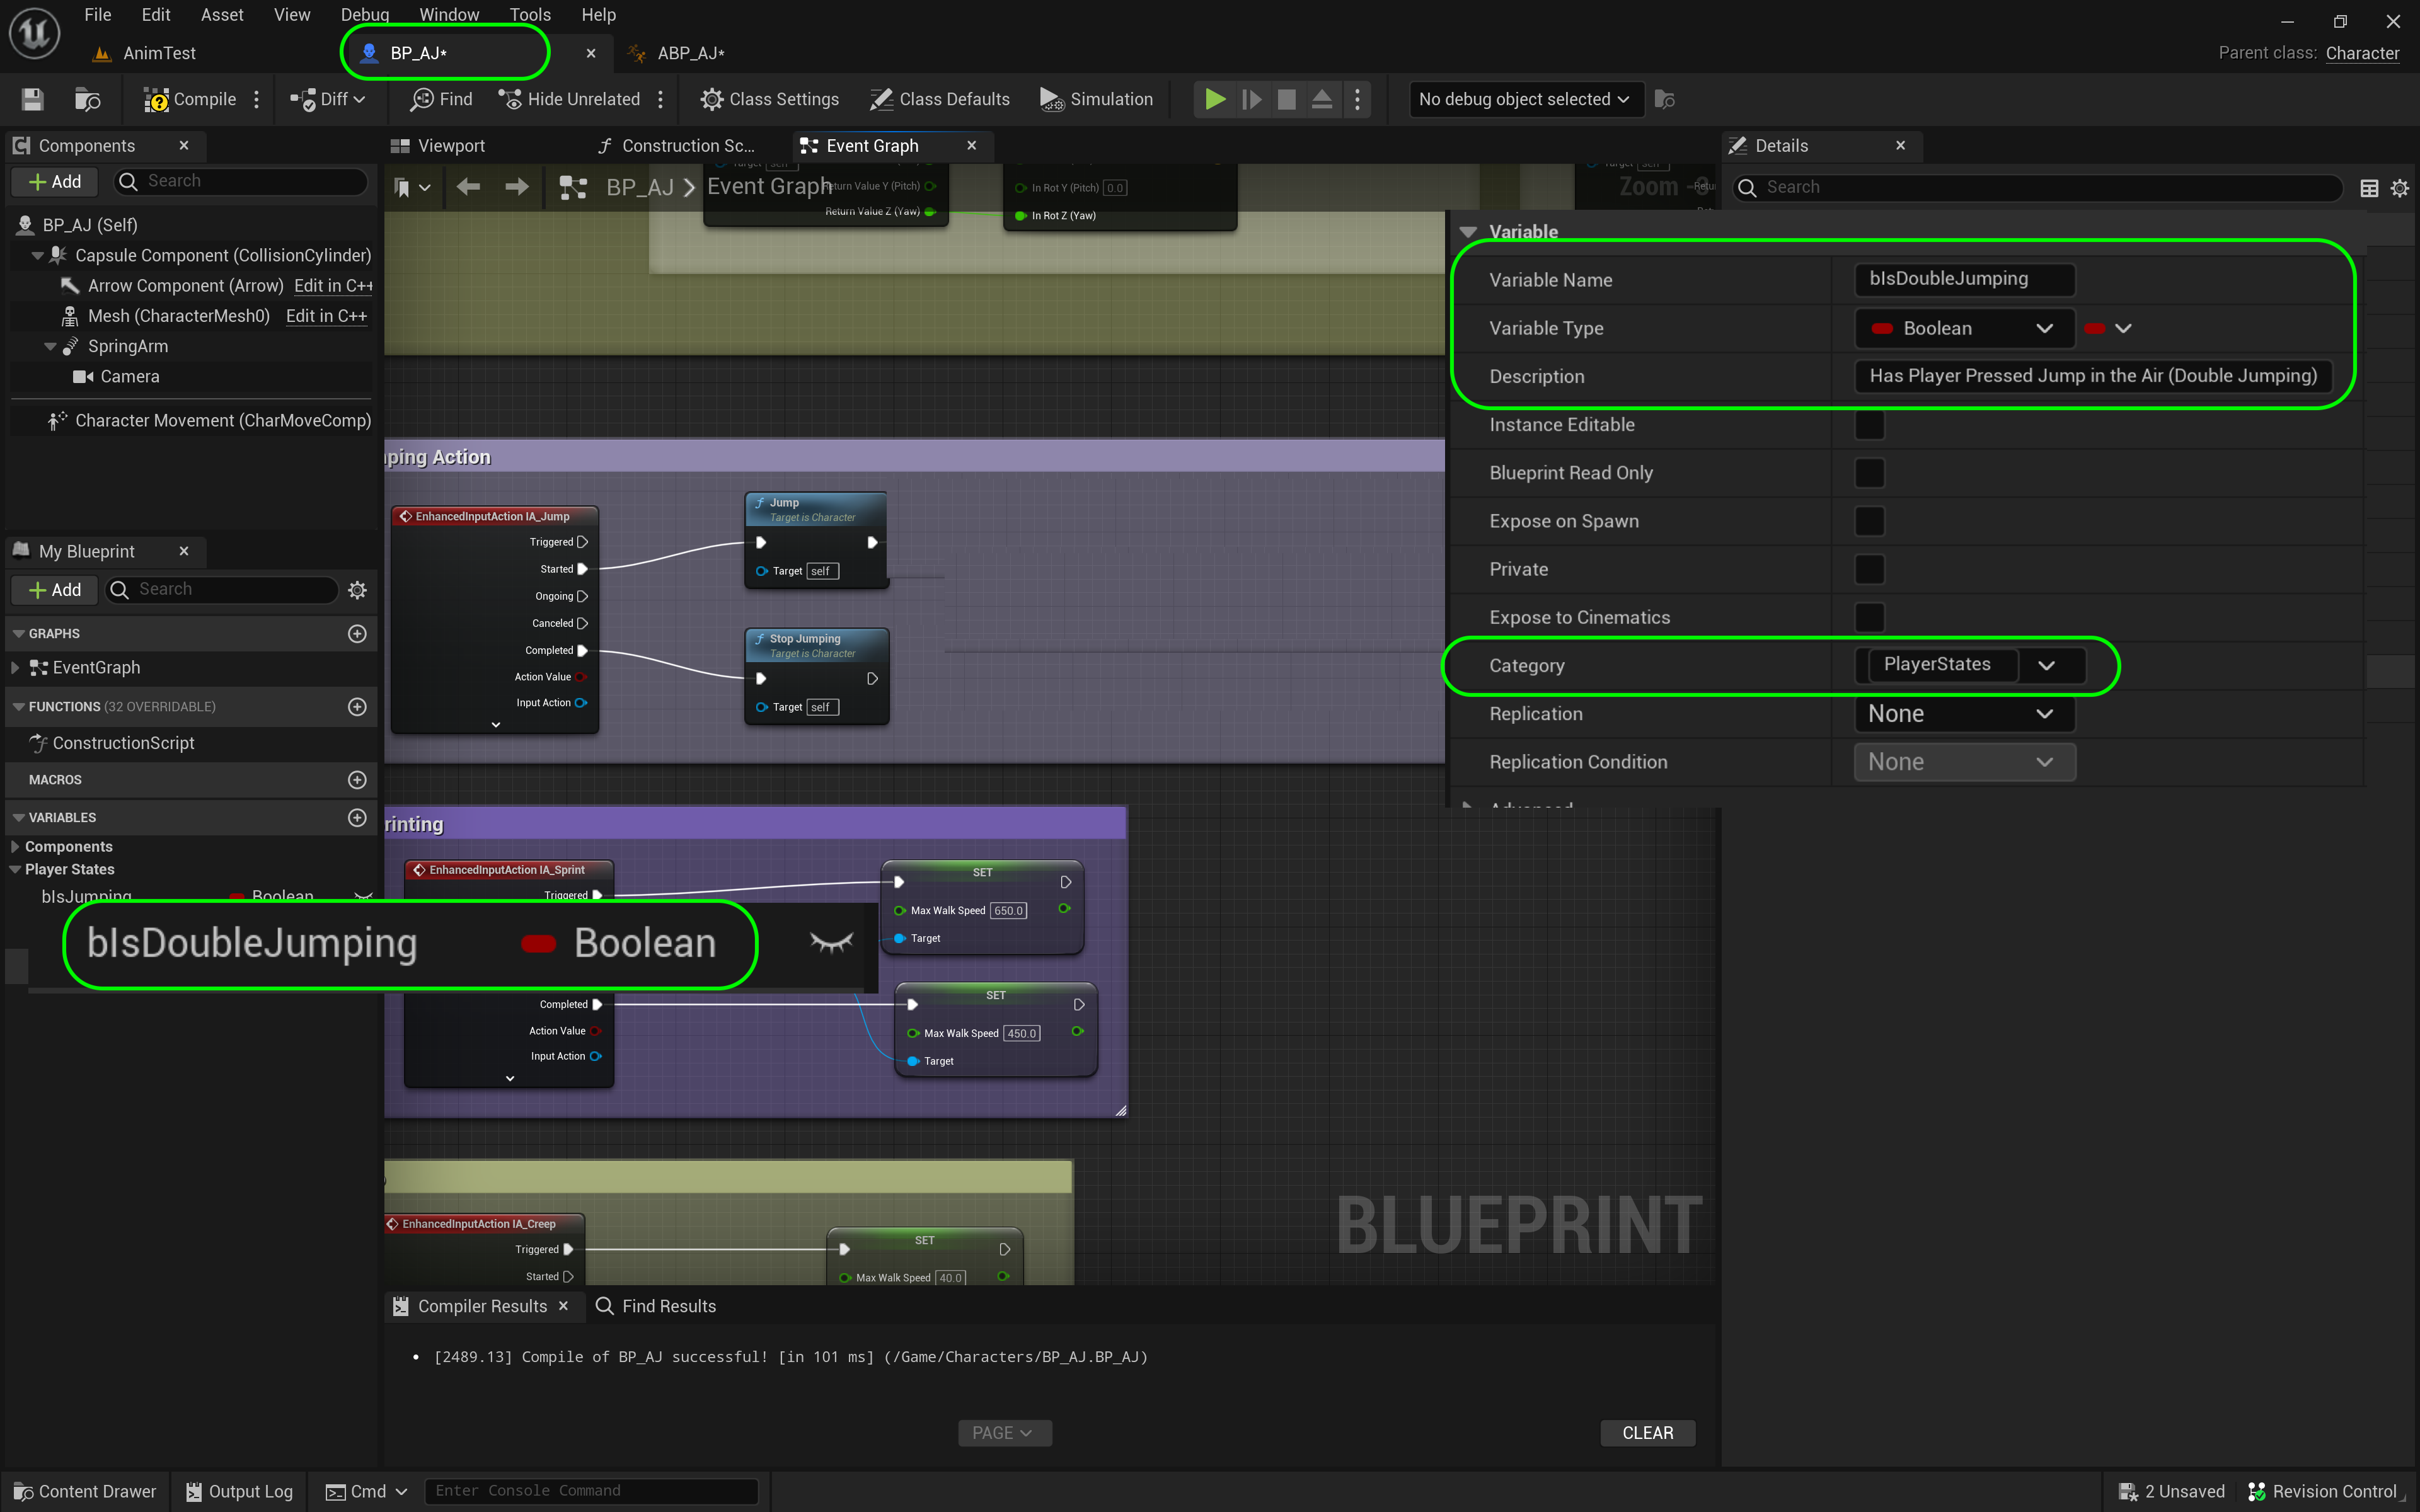 File Edit Asset View Debug Window Tools Help
AnimTest
BP_AJ*
ABP_AJ*
Parent class: Character
Compile
Diff
Find
Hide Unrelated
Class Settings
Class Defaults
Simulation
No debug object selected
Components
Add
Search
BP_AJ (Self)
Capsule Component (CollisionCylinder)
Arrow Component (Arrow) Edit in C++
Mesh (CharacterMesh0) Edit in C++
SpringArm
Camera
Character Movement (CharMoveComp)
My Blueprint
Add
Search
GRAPHS
EventGraph
FUNCTIONS (32 OVERRIDABLE)
ConstructionScript
MACROS
VARIABLES
Components
Player States
bIsJumping Boolean
bIsDoubleJumping Boolean
Viewport
Construction Sc...
Event Graph
BP_AJ
Event Graph
Zoom
Return Value Y (Pitch)
Return Value Z (Yaw)
In Rot Y (Pitch) 0.0
In Rot Z (Yaw)
ping Action
EnhancedInputAction IA_Jump
Triggered
Started
Ongoing
Canceled
Completed
Action Value
Input Action
Jump
Target is Character
Target self
Stop Jumping
Target is Character
Target self
rinting
EnhancedInputAction IA_Sprint
Triggered
Completed
Action Value
Input Action
SET
Max Walk Speed 650.0
Target
SET
Max Walk Speed 450.0
Target
EnhancedInputAction IA_Creep
Triggered
Started
SET
Max Walk Speed 40.0
BLUEPRINT
Compiler Results
Find Results
[2489.13] Compile of BP_AJ successful! [in 101 ms] (/Game/Characters/BP_AJ.BP_AJ)
PAGE
CLEAR
Details
Search
Variable
Variable Name bIsDoubleJumping
Variable Type Boolean
Description Has Player Pressed Jump in the Air (Double Jumping)
Instance Editable
Blueprint Read Only
Expose on Spawn
Private
Expose to Cinematics
Category PlayerStates
Replication None
Replication Condition None
Advanced
Content Drawer
Output Log
Cmd
Enter Console Command
2 Unsaved
Revision Control